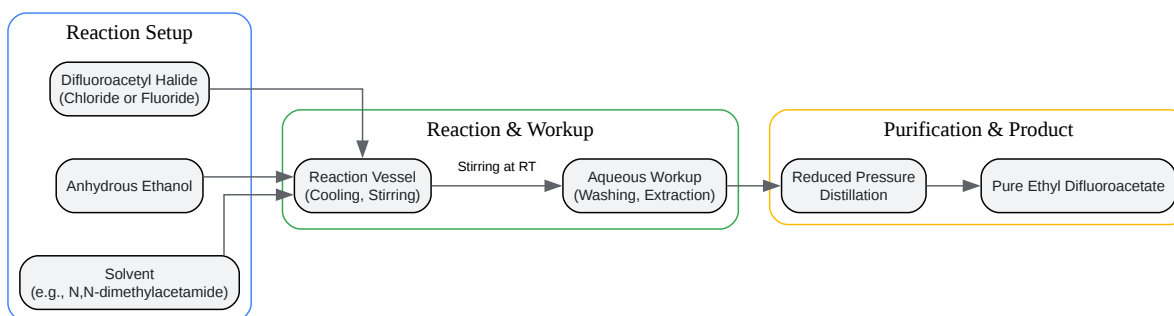 Reaction Setup
Difluoroacetyl Halide
(Chloride or Fluoride)
Anhydrous Ethanol
Solvent
(e.g., N,N-dimethylacetamide)
Reaction & Workup
Reaction Vessel
(Cooling, Stirring)
Stirring at RT
Aqueous Workup
(Washing, Extraction)
Purification & Product
Reduced Pressure
Distillation
Pure Ethyl Difluoroacetate